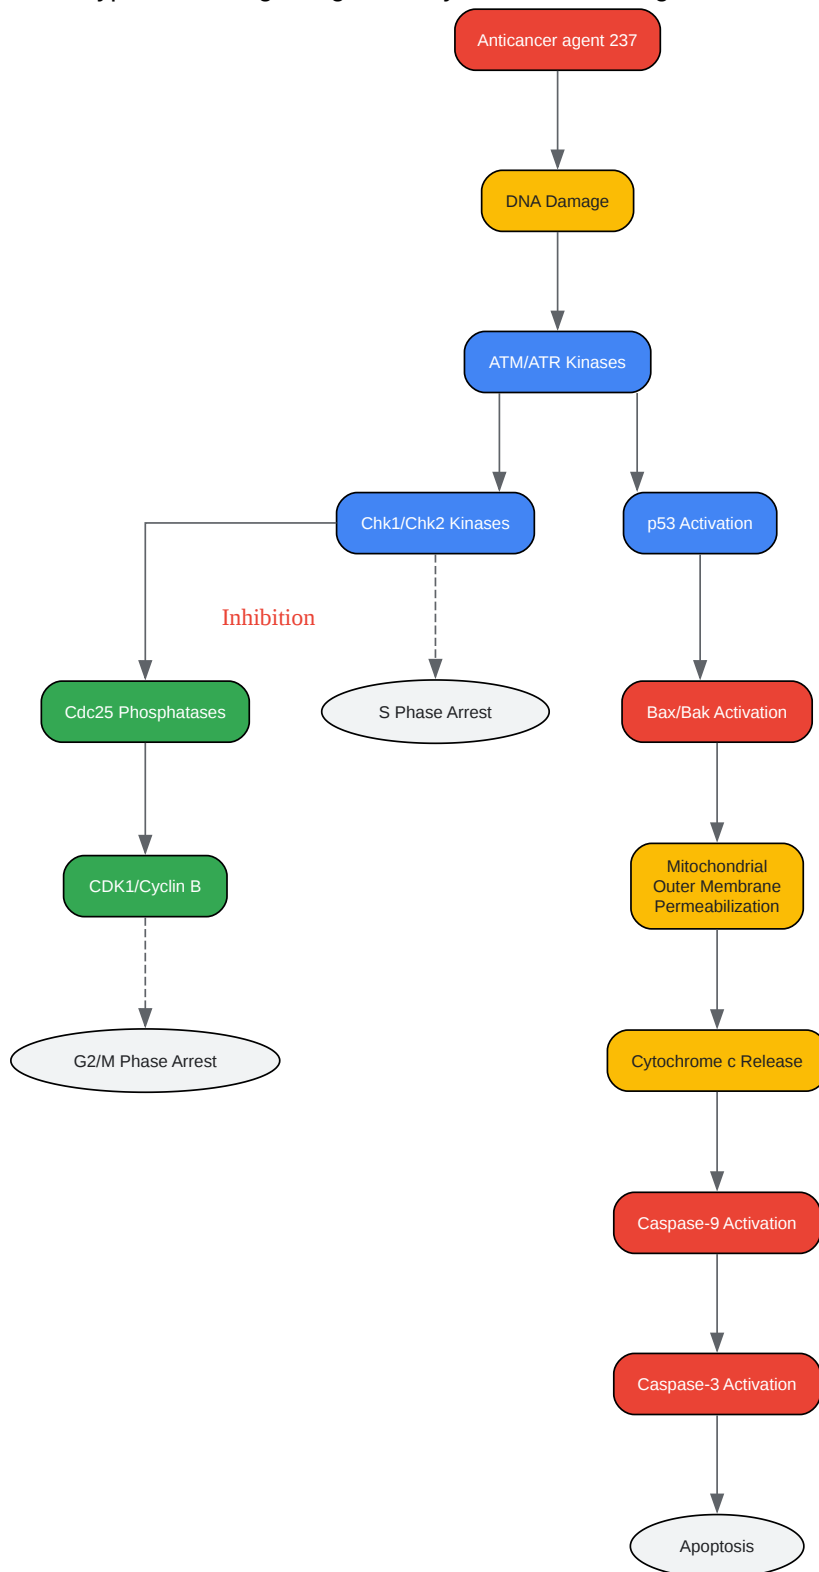 Anticancer agent 237
DNA Damage
ATM/ATR Kinases
Chk1/Chk2 Kinases
p53 Activation
Inhibition
Cdc25 Phosphatases
S Phase Arrest
Bax/Bak Activation
CDK1/Cyclin B
Mitochondrial
Outer Membrane
Permeabilization
G2/M Phase Arrest
Cytochrome c Release
Caspase-9 Activation
Caspase-3 Activation
Apoptosis